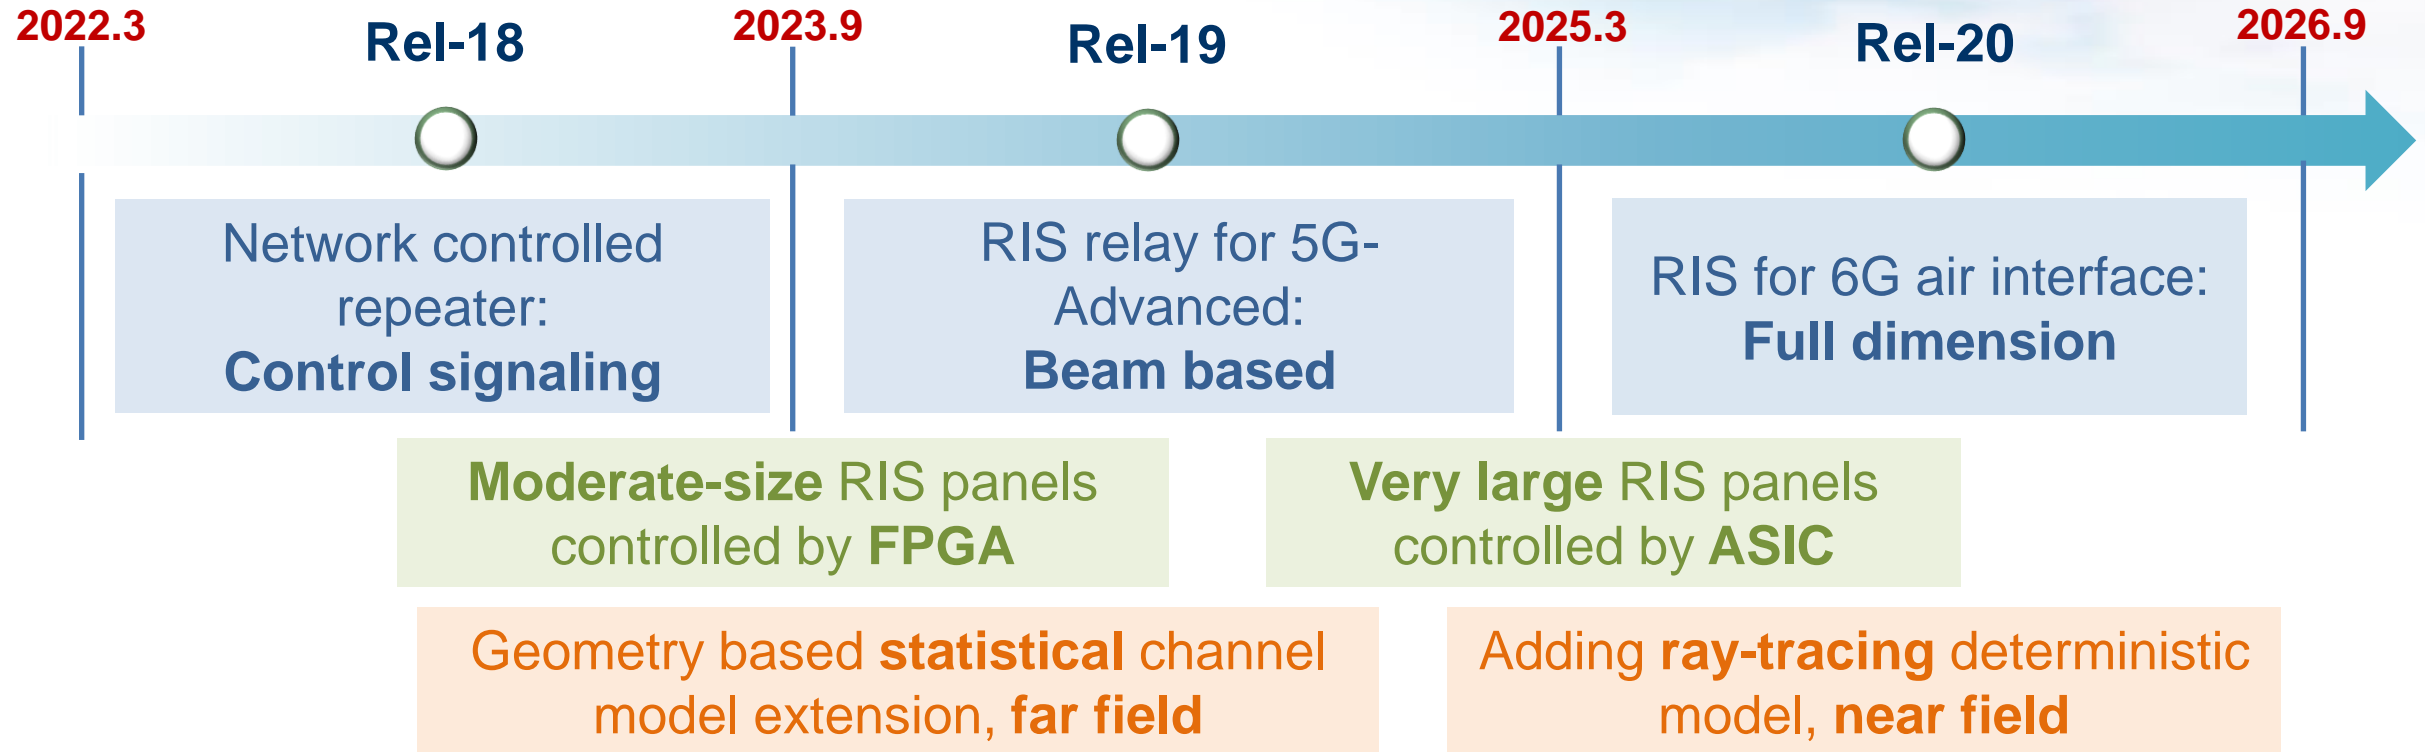 2022.3
Rel-18
2023.9
Rel-19
2025.3
Rel-20
2026.9
Network controlled
repeater:
Control signaling
RIS relay for 5G-
Advanced:
Beam based
RIS for 6G air interface:
Full dimension
Moderate-size RIS panels
controlled by FPGA
Very large RIS panels
controlled by ASIC
Geometry based statistical channel
model extension, far field
Adding ray-tracing deterministic
model, near field